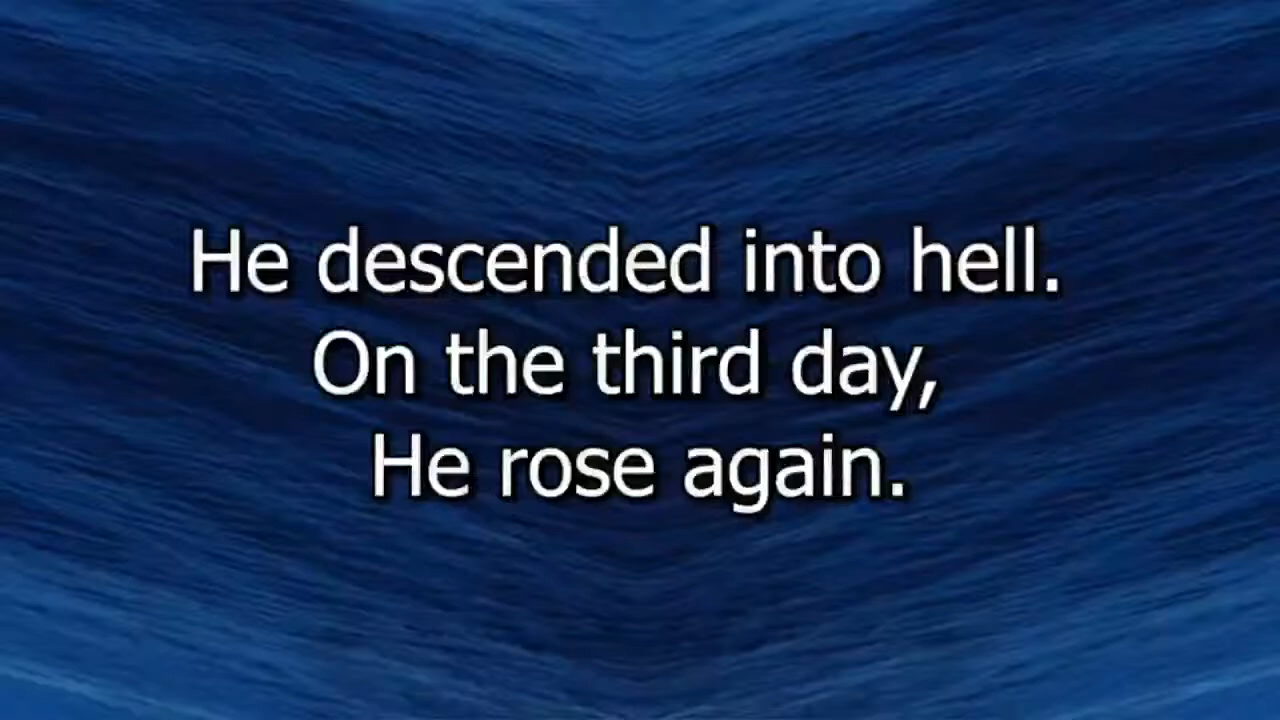 He descended into hell.
On the third day,
He rose again.